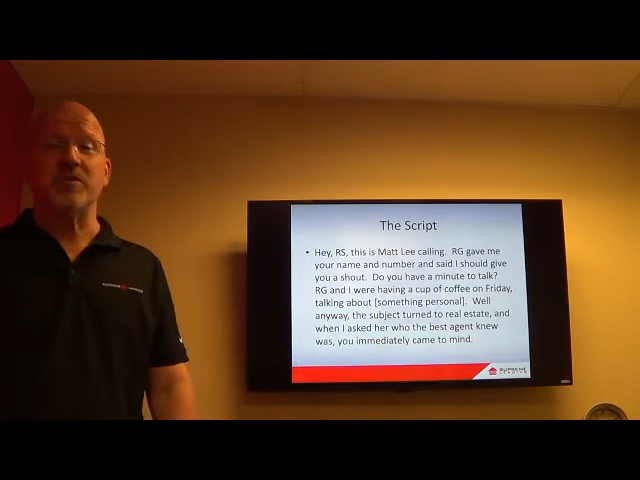 The Script
• Hey, RS, this is Matt Lee calling. RG gave me
your name and number and said I should give
you a shout. Do you have a minute to talk?
RG and I were having a cup of coffee on Friday,
talking about [something personal]. Well
anyway, the subject turned to real estate, and
when I asked her who the best agent knew
was, you immediately came to mind.
SUPREME
LENDING